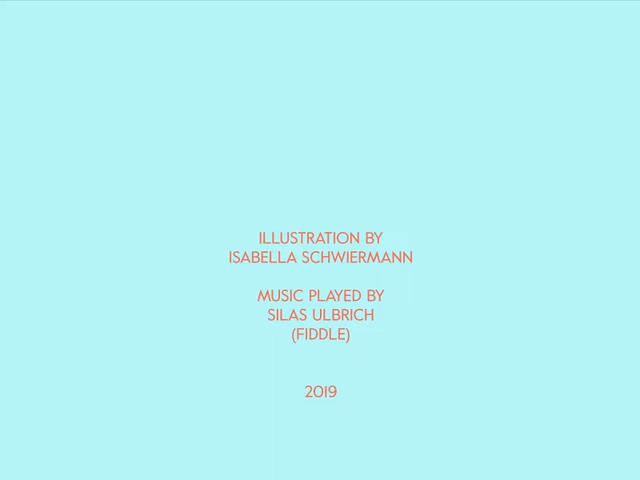 ILLUSTRATION BY
ISABELLA SCHWIERMANN
MUSIC PLAYED BY
SILAS ULBRICH
(FIDDLE)
2019